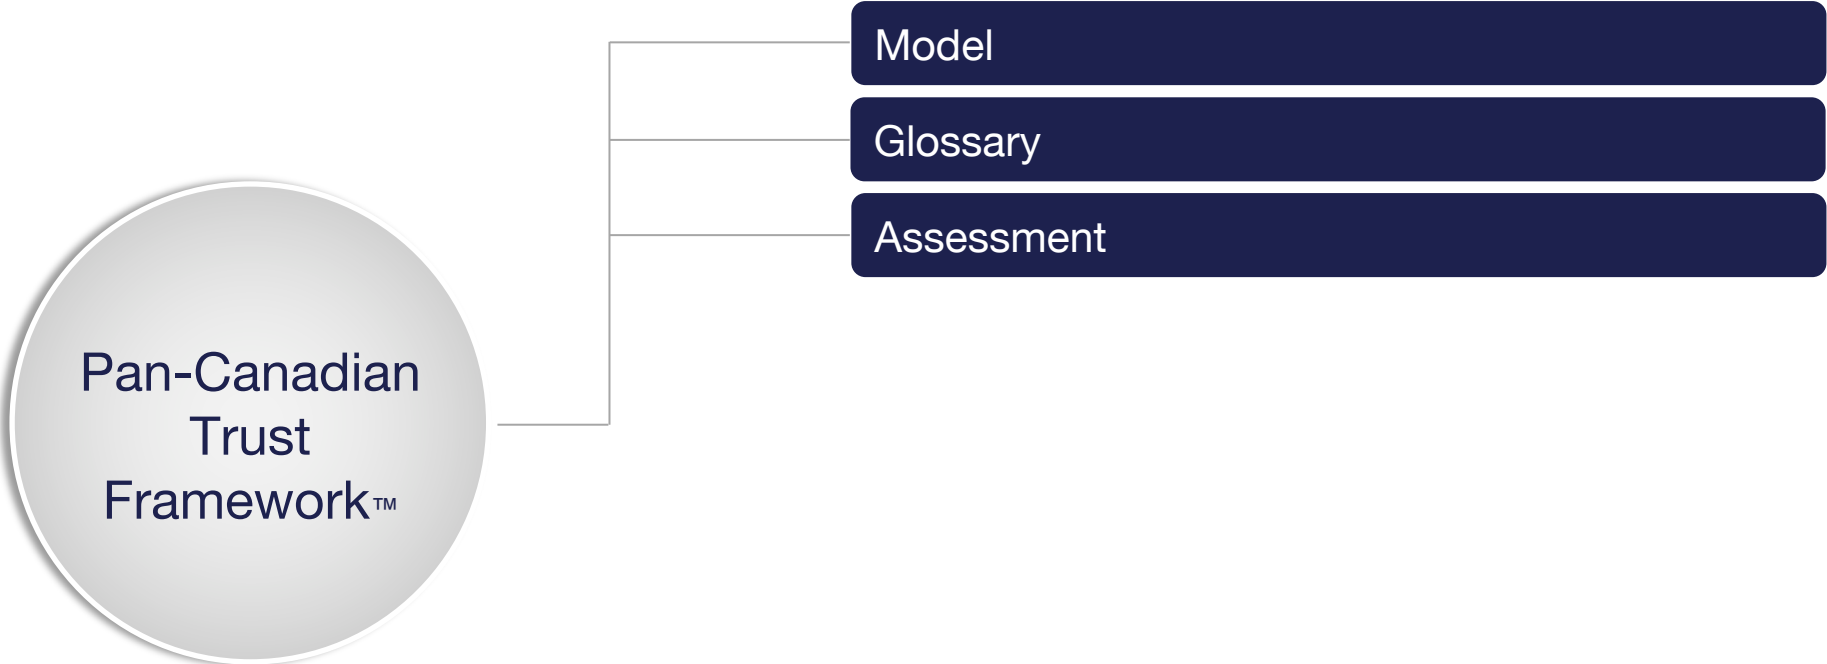 Model
Glossary
Assessment
Pan-Canadian
Trust
Framework™